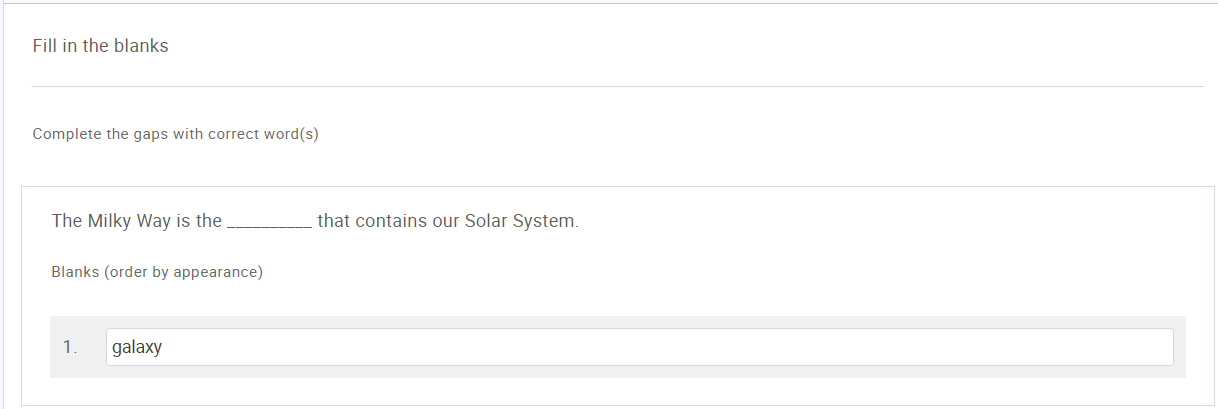 Fill in the blanks
Complete the gaps with correct word(s)
The Milky Way is the __________ that contains our Solar System.
Blanks (order by appearance)
1. galaxy